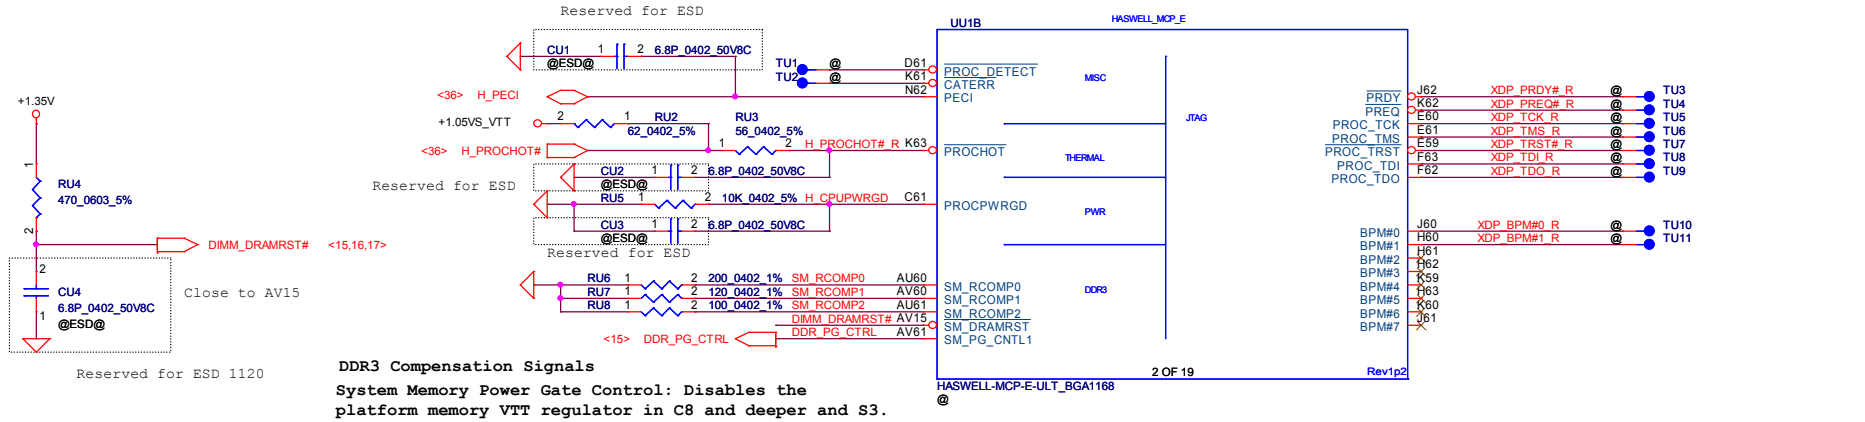 Reserved for ESD
CU1 1 2 6.8P_0402_50V8C
@ESD@
<36> H_PECI
+1.05VS_VTT 2 1 RU2
62_0402_5%
RU3
56_0402_5%
<36> H_PROCHOT# 1 2 H_PROCHOT#_R K63
Reserved for ESD
CU2 1 2 6.8P_0402_50V8C
@ESD@
RU5 1 2 10K_0402_5% H_CPUPWRGD C61
CU3 1 2 6.8P_0402_50V8C
@ESD@
Reserved for ESD
RU6 1 2 200_0402_1% SM_RCOMP0 AU60
RU7 1 2 120_0402_1% SM_RCOMP1 AV60
RU8 1 2 100_0402_1% SM_RCOMP2 AU61
DIMM_DRAMRST# AV15
<15> DDR_PG_CTRL DDR_PG_CTRL AV61
+1.35V
1
RU4
470_0603_5%
2
DIMM_DRAMRST# <15,16,17>
2
CU4
6.8P_0402_50V8C
1
@ESD@
Close to AV15
Reserved for ESD 1120
DDR3 Compensation Signals
System Memory Power Gate Control: Disables the
platform memory VTT regulator in C8 and deeper and S3.
UU1B
HASWELL_MCP_E
TU1 @ D61
TU2 @ K61
N62
PROC_DETECT
CATERR
PECI
PROCHOT
PROCPWRGD
SM_RCOMP0
SM_RCOMP1
SM_RCOMP2
SM_DRAMRST
SM_PG_CNTL1
MISC
JTAG
THERMAL
PWR
DDR3
PRDY J62 XDP_PRDY#_R @ TU3
PREQ K62 XDP_PREQ#_R @ TU4
PROC_TCK E60 XDP_TCK_R @ TU5
PROC_TMS E61 XDP_TMS_R @ TU6
PROC_TRST E59 XDP_TRST#_R @ TU7
PROC_TDI F63 XDP_TDI_R @ TU8
PROC_TDO F62 XDP_TDO_R @ TU9
BPM#0 J60 XDP_BPM#0_R @ TU10
BPM#1 H60 XDP_BPM#1_R @ TU11
BPM#2 H61
BPM#3 H62
BPM#4 K59
BPM#5 H63
BPM#6 K60
BPM#7 J61
2 OF 19
Rev1p2
HASWELL-MCP-E-ULT_BGA1168
@